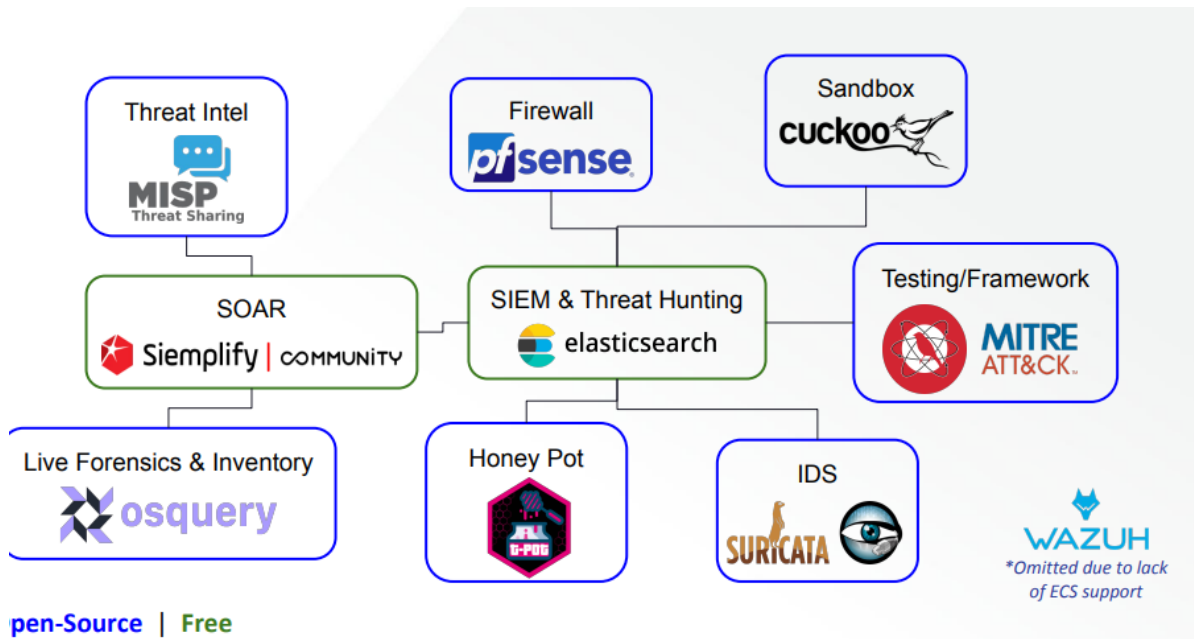 Threat Intel
MISP
Threat Sharing
Firewall
pfsense
Sandbox
cuckoo
SOAR
Siemplify | COMMUNITY
SIEM & Threat Hunting
elasticsearch
Testing/Framework
MITRE
ATT&CK
Live Forensics & Inventory
osquery
Honey Pot
T-POT
IDS
SURICATA
WAZUH
*Omitted due to lack
of ECS support
pen-Source | Free